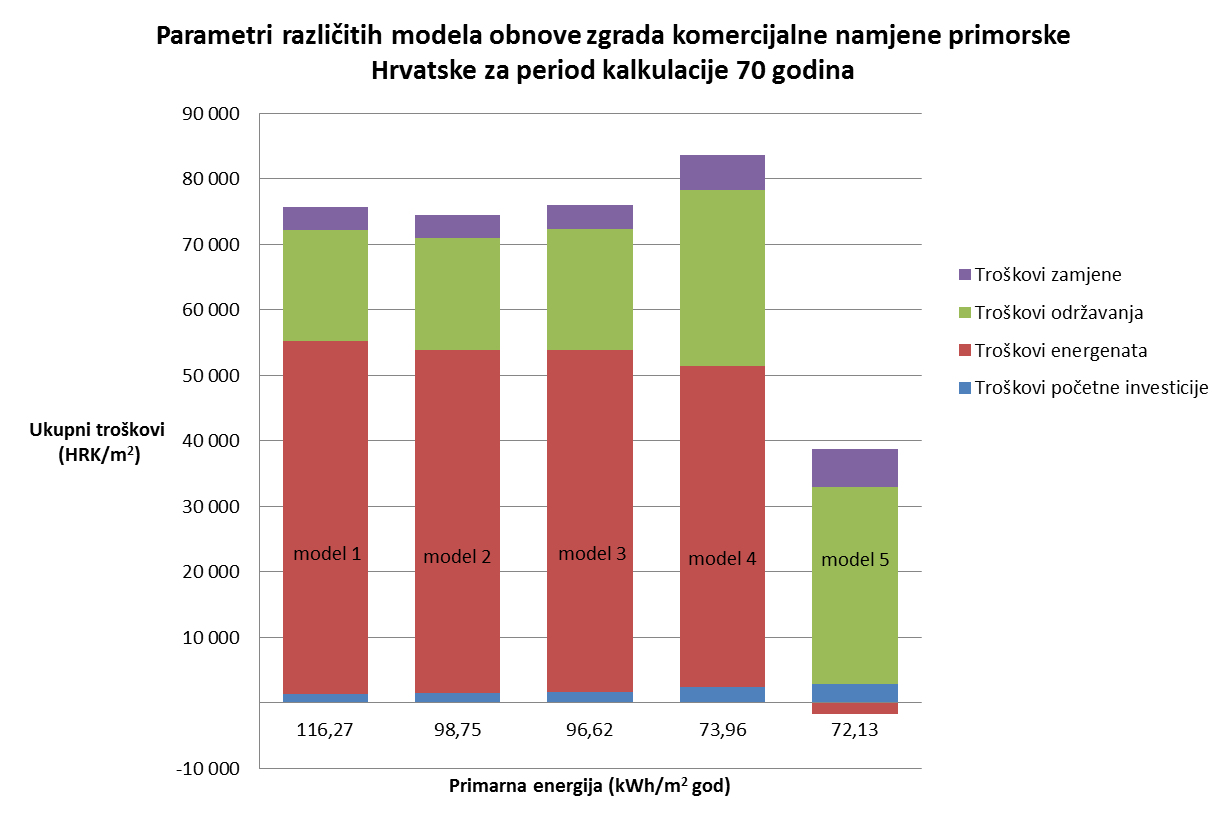 Parametri različitih modela obnove zgrada komercijalne namjene primorske
Hrvatske za period kalkulacije 70 godina
90 000
80 000
70 000
60 000
50 000
40 000
30 000
20 000
10 000
-10 000
Ukupni troškovi
(HRK/m²)
model 1
model 2
model 3
model 4
model 5
116,27
98,75
96,62
73,96
72,13
Primarna energija (kWh/m² god)
Troškovi zamjene
Troškovi održavanja
Troškovi energenata
Troškovi početne investicije